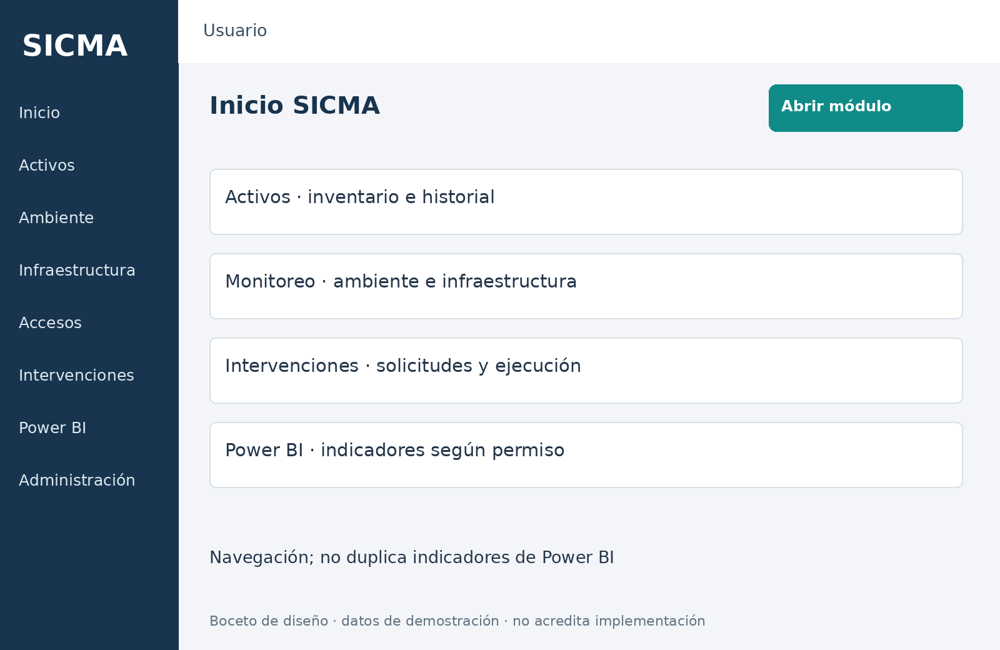 SICMA
Inicio
Activos
Ambiente
Infraestructura
Accesos
Intervenciones
Power BI
Administración
Usuario
Inicio SICMA
Abrir módulo
Activos · inventario e historial
Monitoreo · ambiente e infraestructura
Intervenciones · solicitudes y ejecución
Power BI · indicadores según permiso
Navegación; no duplica indicadores de Power BI
Boceto de diseño · datos de demostración · no acredita implementación